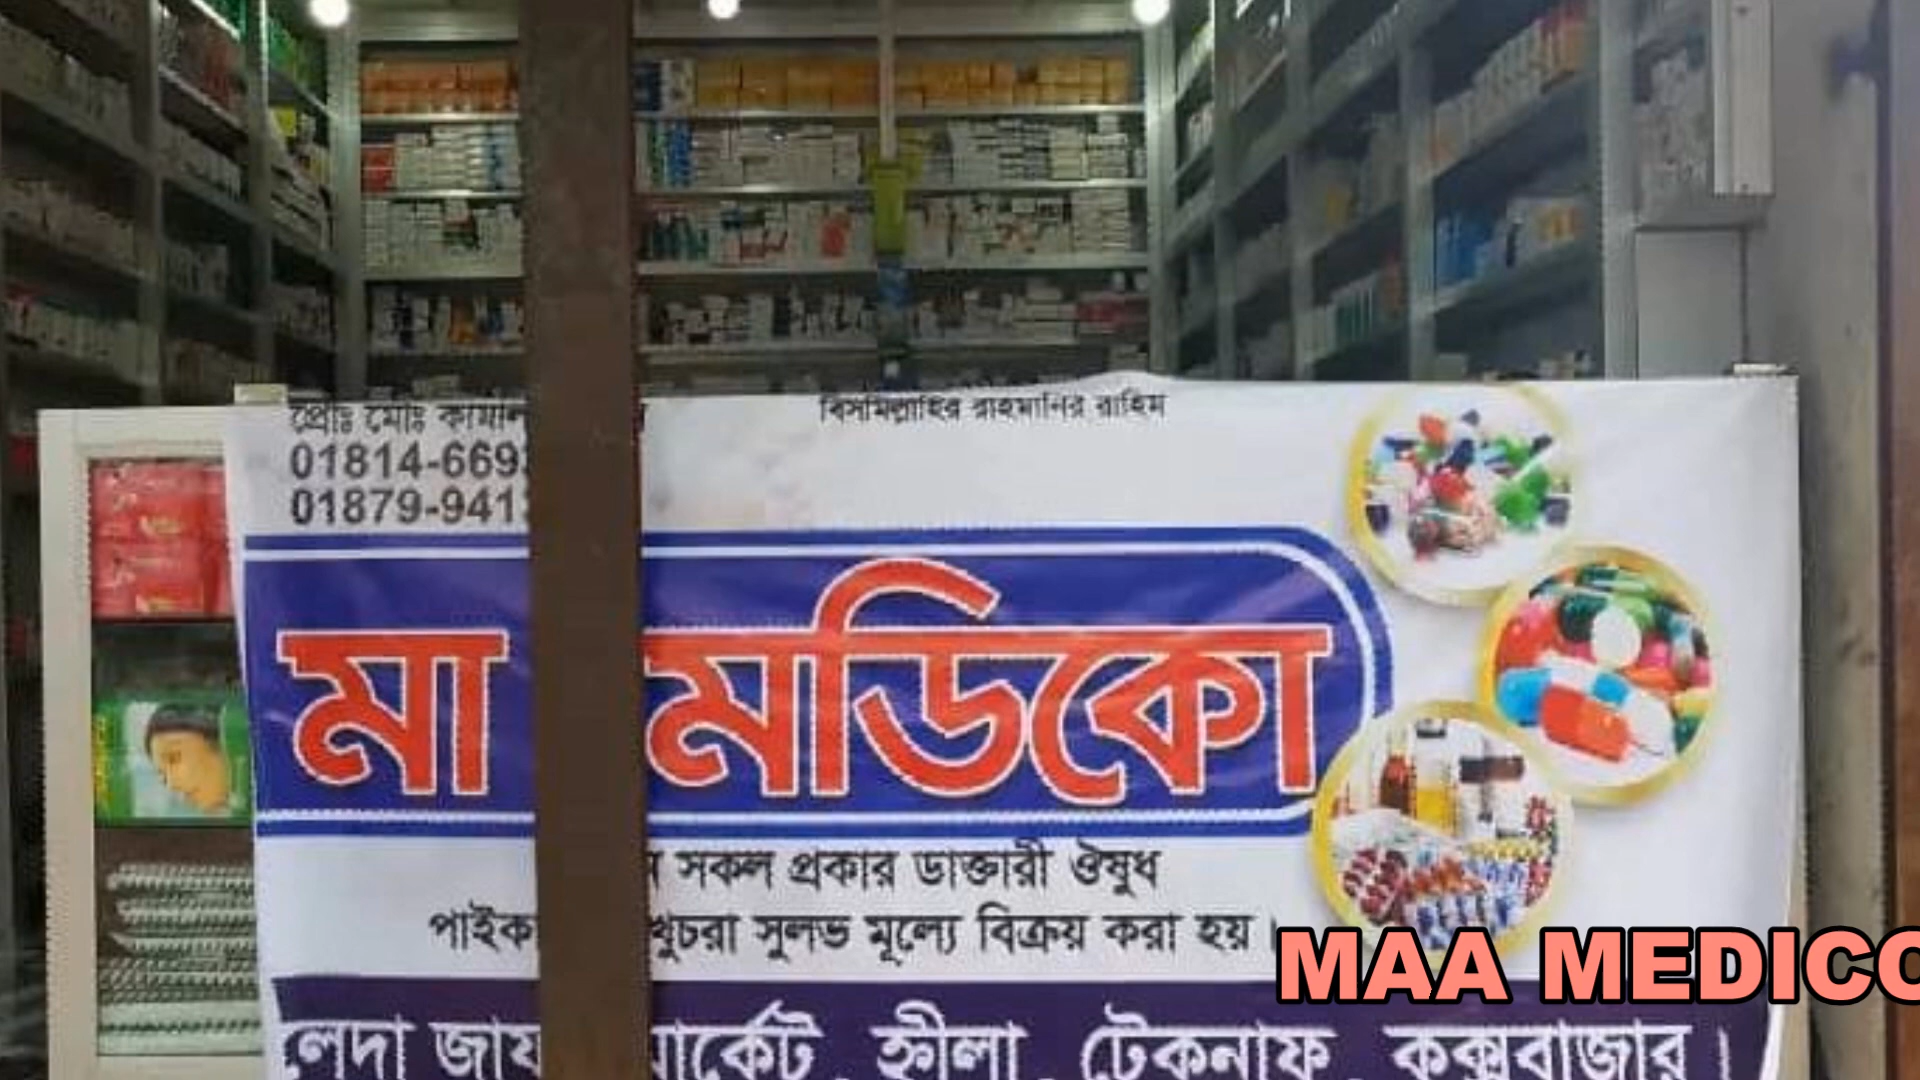 প্রোঃ মোঃ কামাল
বিসমিল্লাহির রাহমানির রাহিম
01814-669
01879-941
মা মেডিকো
সকল প্রকার ডাক্তারী ঔষুধ
পাইকা খুচরা সুলভ মূল্যে বিক্রয় করা হয়।
MAA MEDICO
লেদা জাফ মার্কেট, হ্নীলা, টেকনাফ, কক্সবাজার।